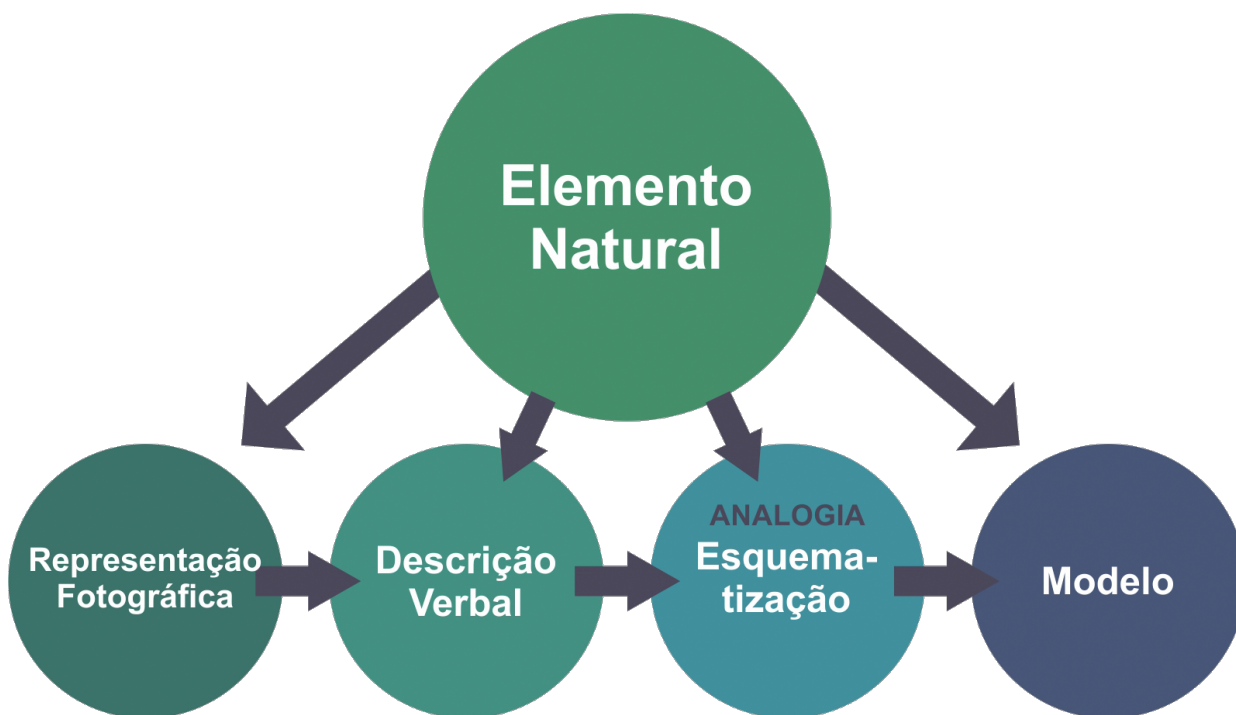 Elemento
Natural
Representação
Fotográfica
Descrição
Verbal
ANALOGIA
Esquema-
tização
Modelo